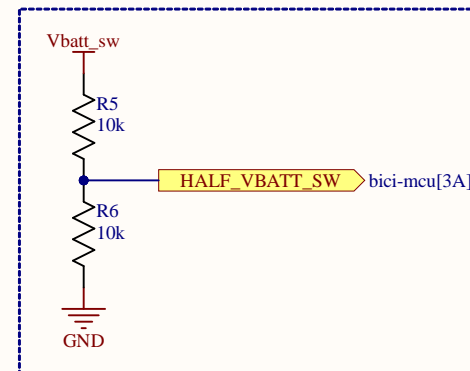 Vbatt_sw
R5
10k
HALF_VBATT_SW bici-mcu[3A]
R6
10k
GND